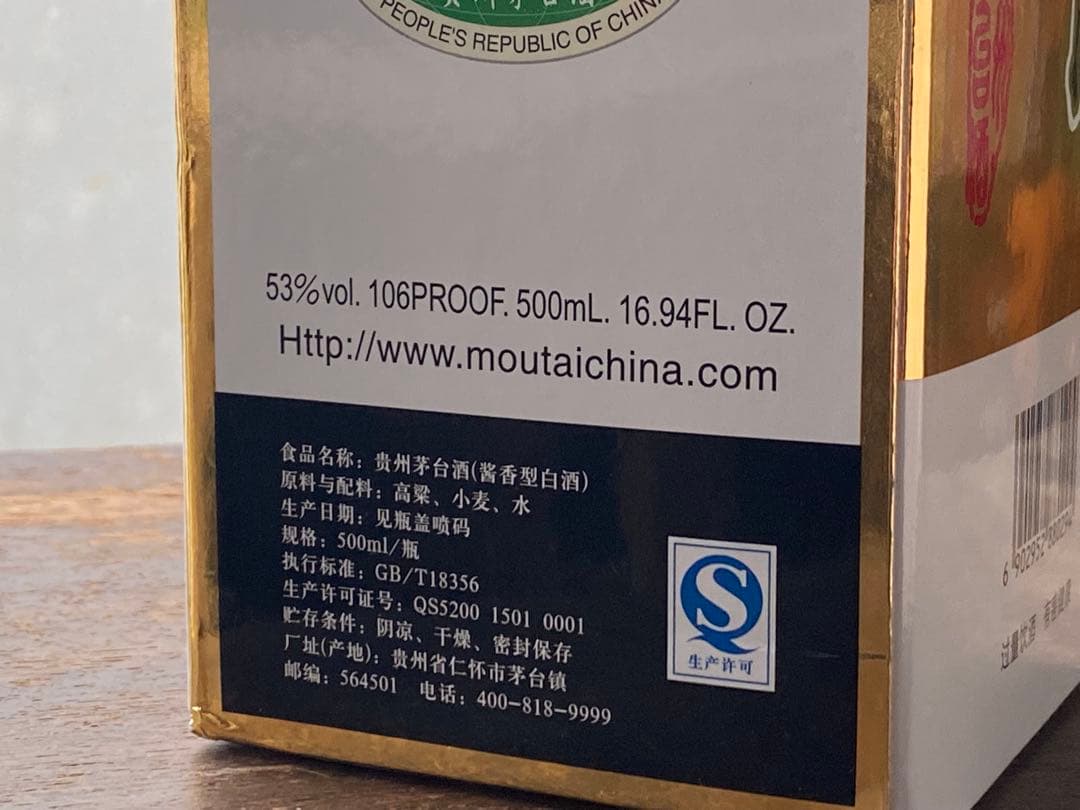 PEOPLE'S REPUBLIC OF CHINA
53%vol. 106PROOF. 500mL. 16.94FL. OZ.
Http://www.moutaichina.com
食品名称：贵州茅台酒(酱香型白酒)
原料与配料：高粱、小麦、水
生产日期：见瓶盖喷码
规格：500ml/瓶
执行标准：GB/T18356
生产许可证号：QS5200 1501 0001
贮存条件：阴凉、干燥、密封保存
厂址(产地)：贵州省仁怀市茅台镇
邮编：564501 电话：400-818-9999
QS
生产许可
过量饮酒